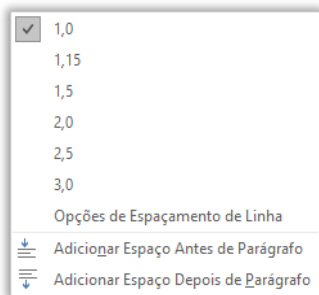 1,0
1,15
1,5
2,0
2,5
3,0
Opções de Espaçamento de Linha
Adicionar Espaço Antes de Parágrafo
Adicionar Espaço Depois de Parágrafo